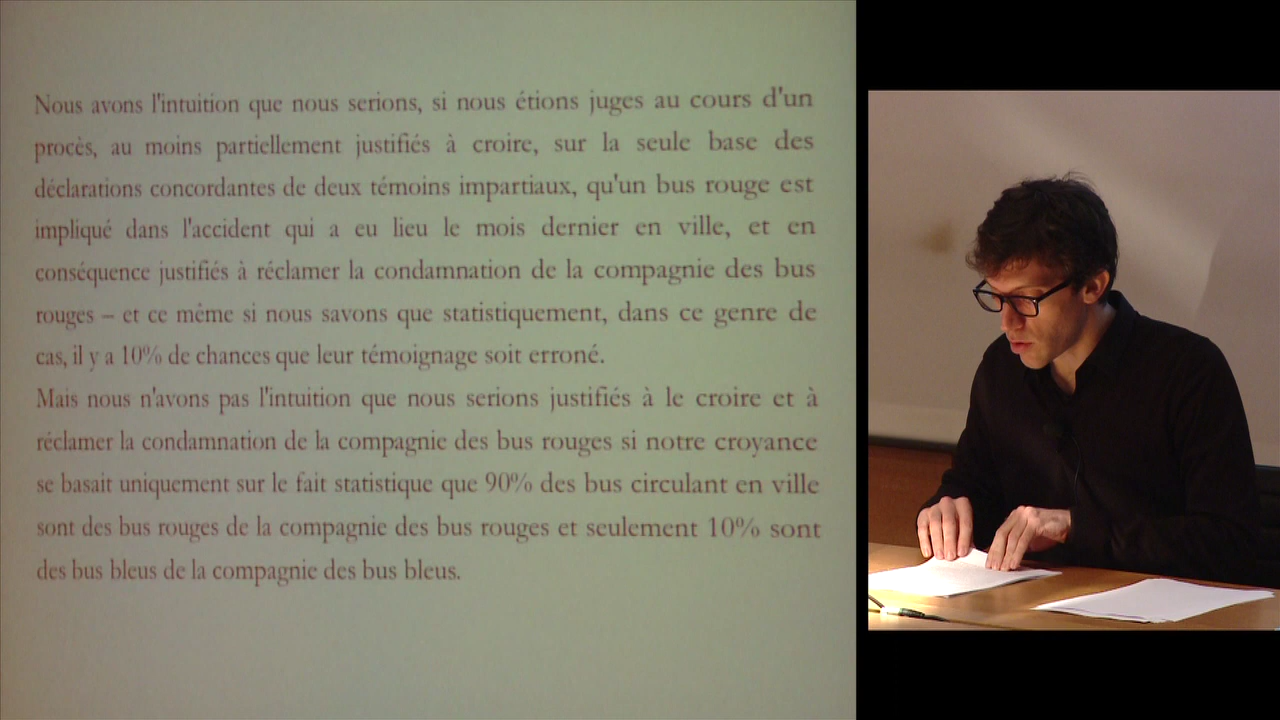 Nous avons l'intuition que nous serions, si nous étions juges au cours d'un
procès, au moins partiellement justifiés à croire, sur la seule base des
déclarations concordantes de deux témoins impartiaux, qu'un bus rouge est
impliqué dans l'accident qui a eu lieu le mois dernier en ville, et en
conséquence justifiés à réclamer la condamnation de la compagnie des bus
rouges – et ce même si nous savons que statistiquement, dans ce genre de
cas, il y a 10% de chances que leur témoignage soit erroné.
Mais nous n'avons pas l'intuition que nous serions justifiés à le croire et à
réclamer la condamnation de la compagnie des bus rouges si notre croyance
se basait uniquement sur le fait statistique que 90% des bus circulant en ville
sont des bus rouges de la compagnie des bus rouges et seulement 10% sont
des bus bleus de la compagnie des bus bleus.